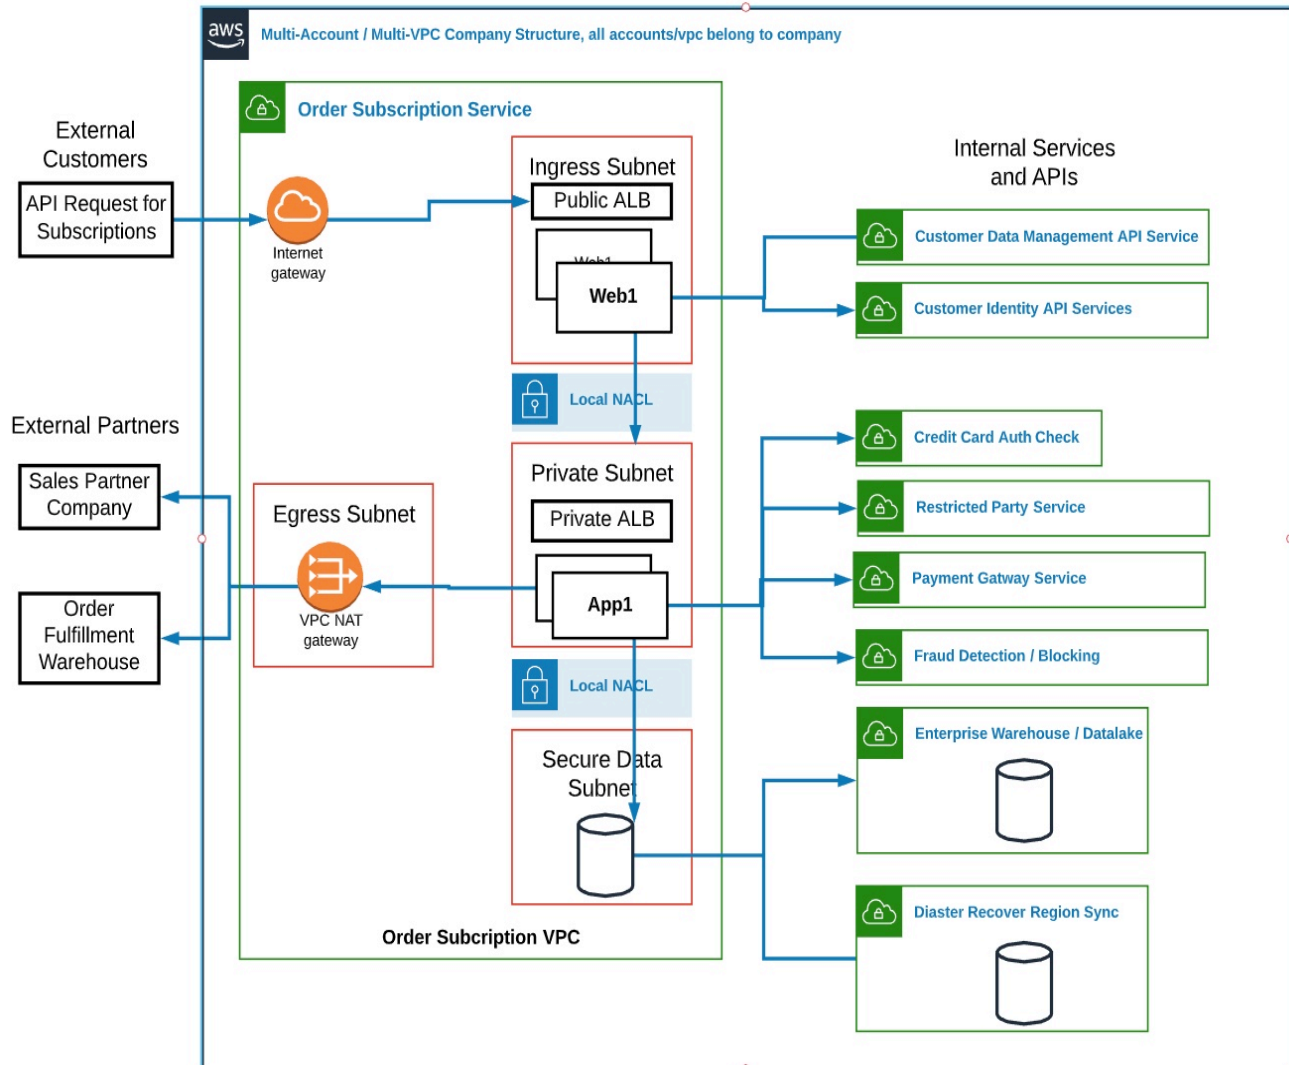 aws
Multi-Account / Multi-VPC Company Structure, all accounts/vpc belong to company
Order Subscription Service
External
Customers
API Request for
Subscriptions
Internet
gateway
Ingress Subnet
Public ALB
Web1
Web1
Internal Services
and APIs
Customer Data Management API Service
Customer Identity API Services
Local NACL
External Partners
Sales Partner
Company
Order
Fulfillment
Warehouse
Egress Subnet
VPC NAT
gateway
Private Subnet
Private ALB
App1
Credit Card Auth Check
Restricted Party Service
Payment Gatway Service
Fraud Detection / Blocking
Local NACL
Secure Data
Subnet
Enterprise Warehouse / Datalake
Diaster Recover Region Sync
Order Subcription VPC